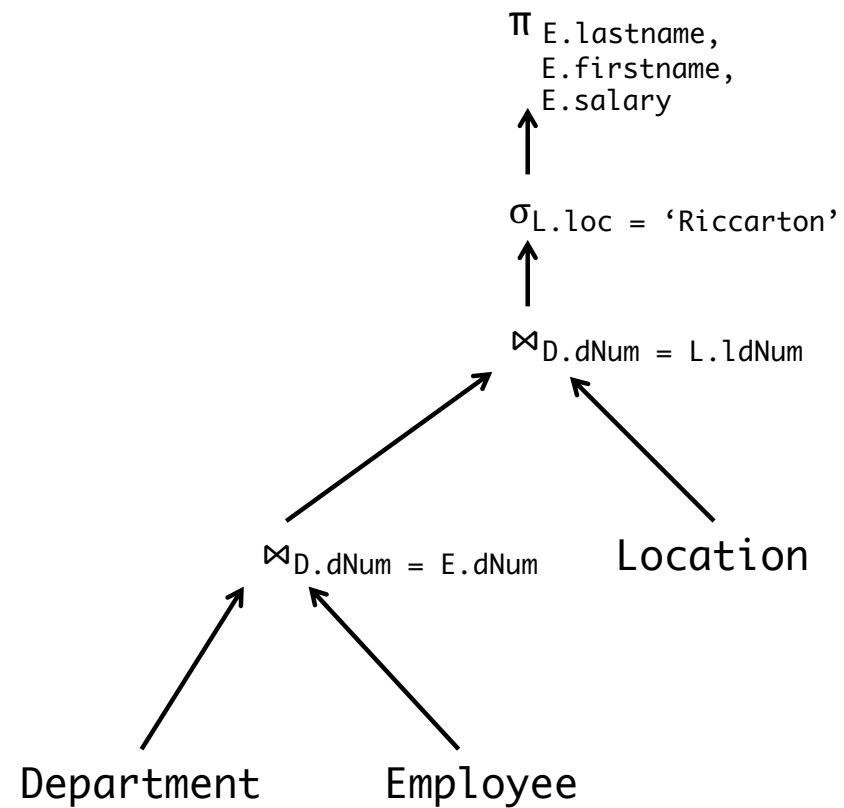 π E.lastname,
E.firstname,
E.salary
σL.loc = ‘Riccarton’
⋈D.dNum = L.ldNum
⋈D.dNum = E.dNum
Location
Department
Employee